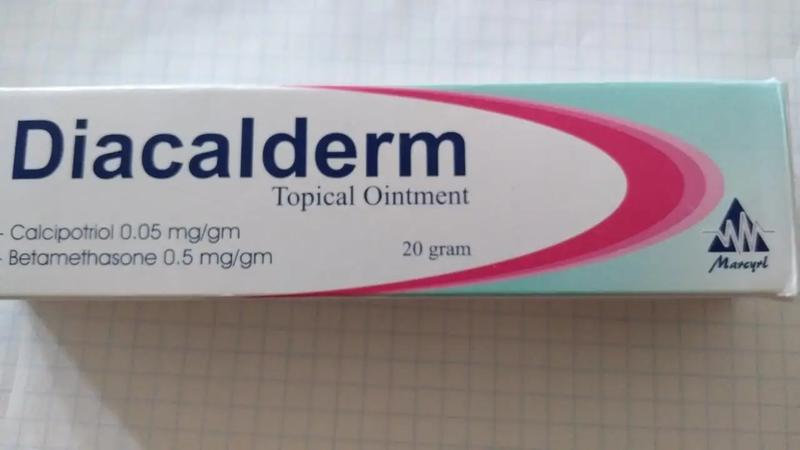 Diacalderm
Topical Ointment
- Calcipotriol 0.05 mg/gm
- Betamethasone 0.5 mg/gm
20 gram
Marcyrl